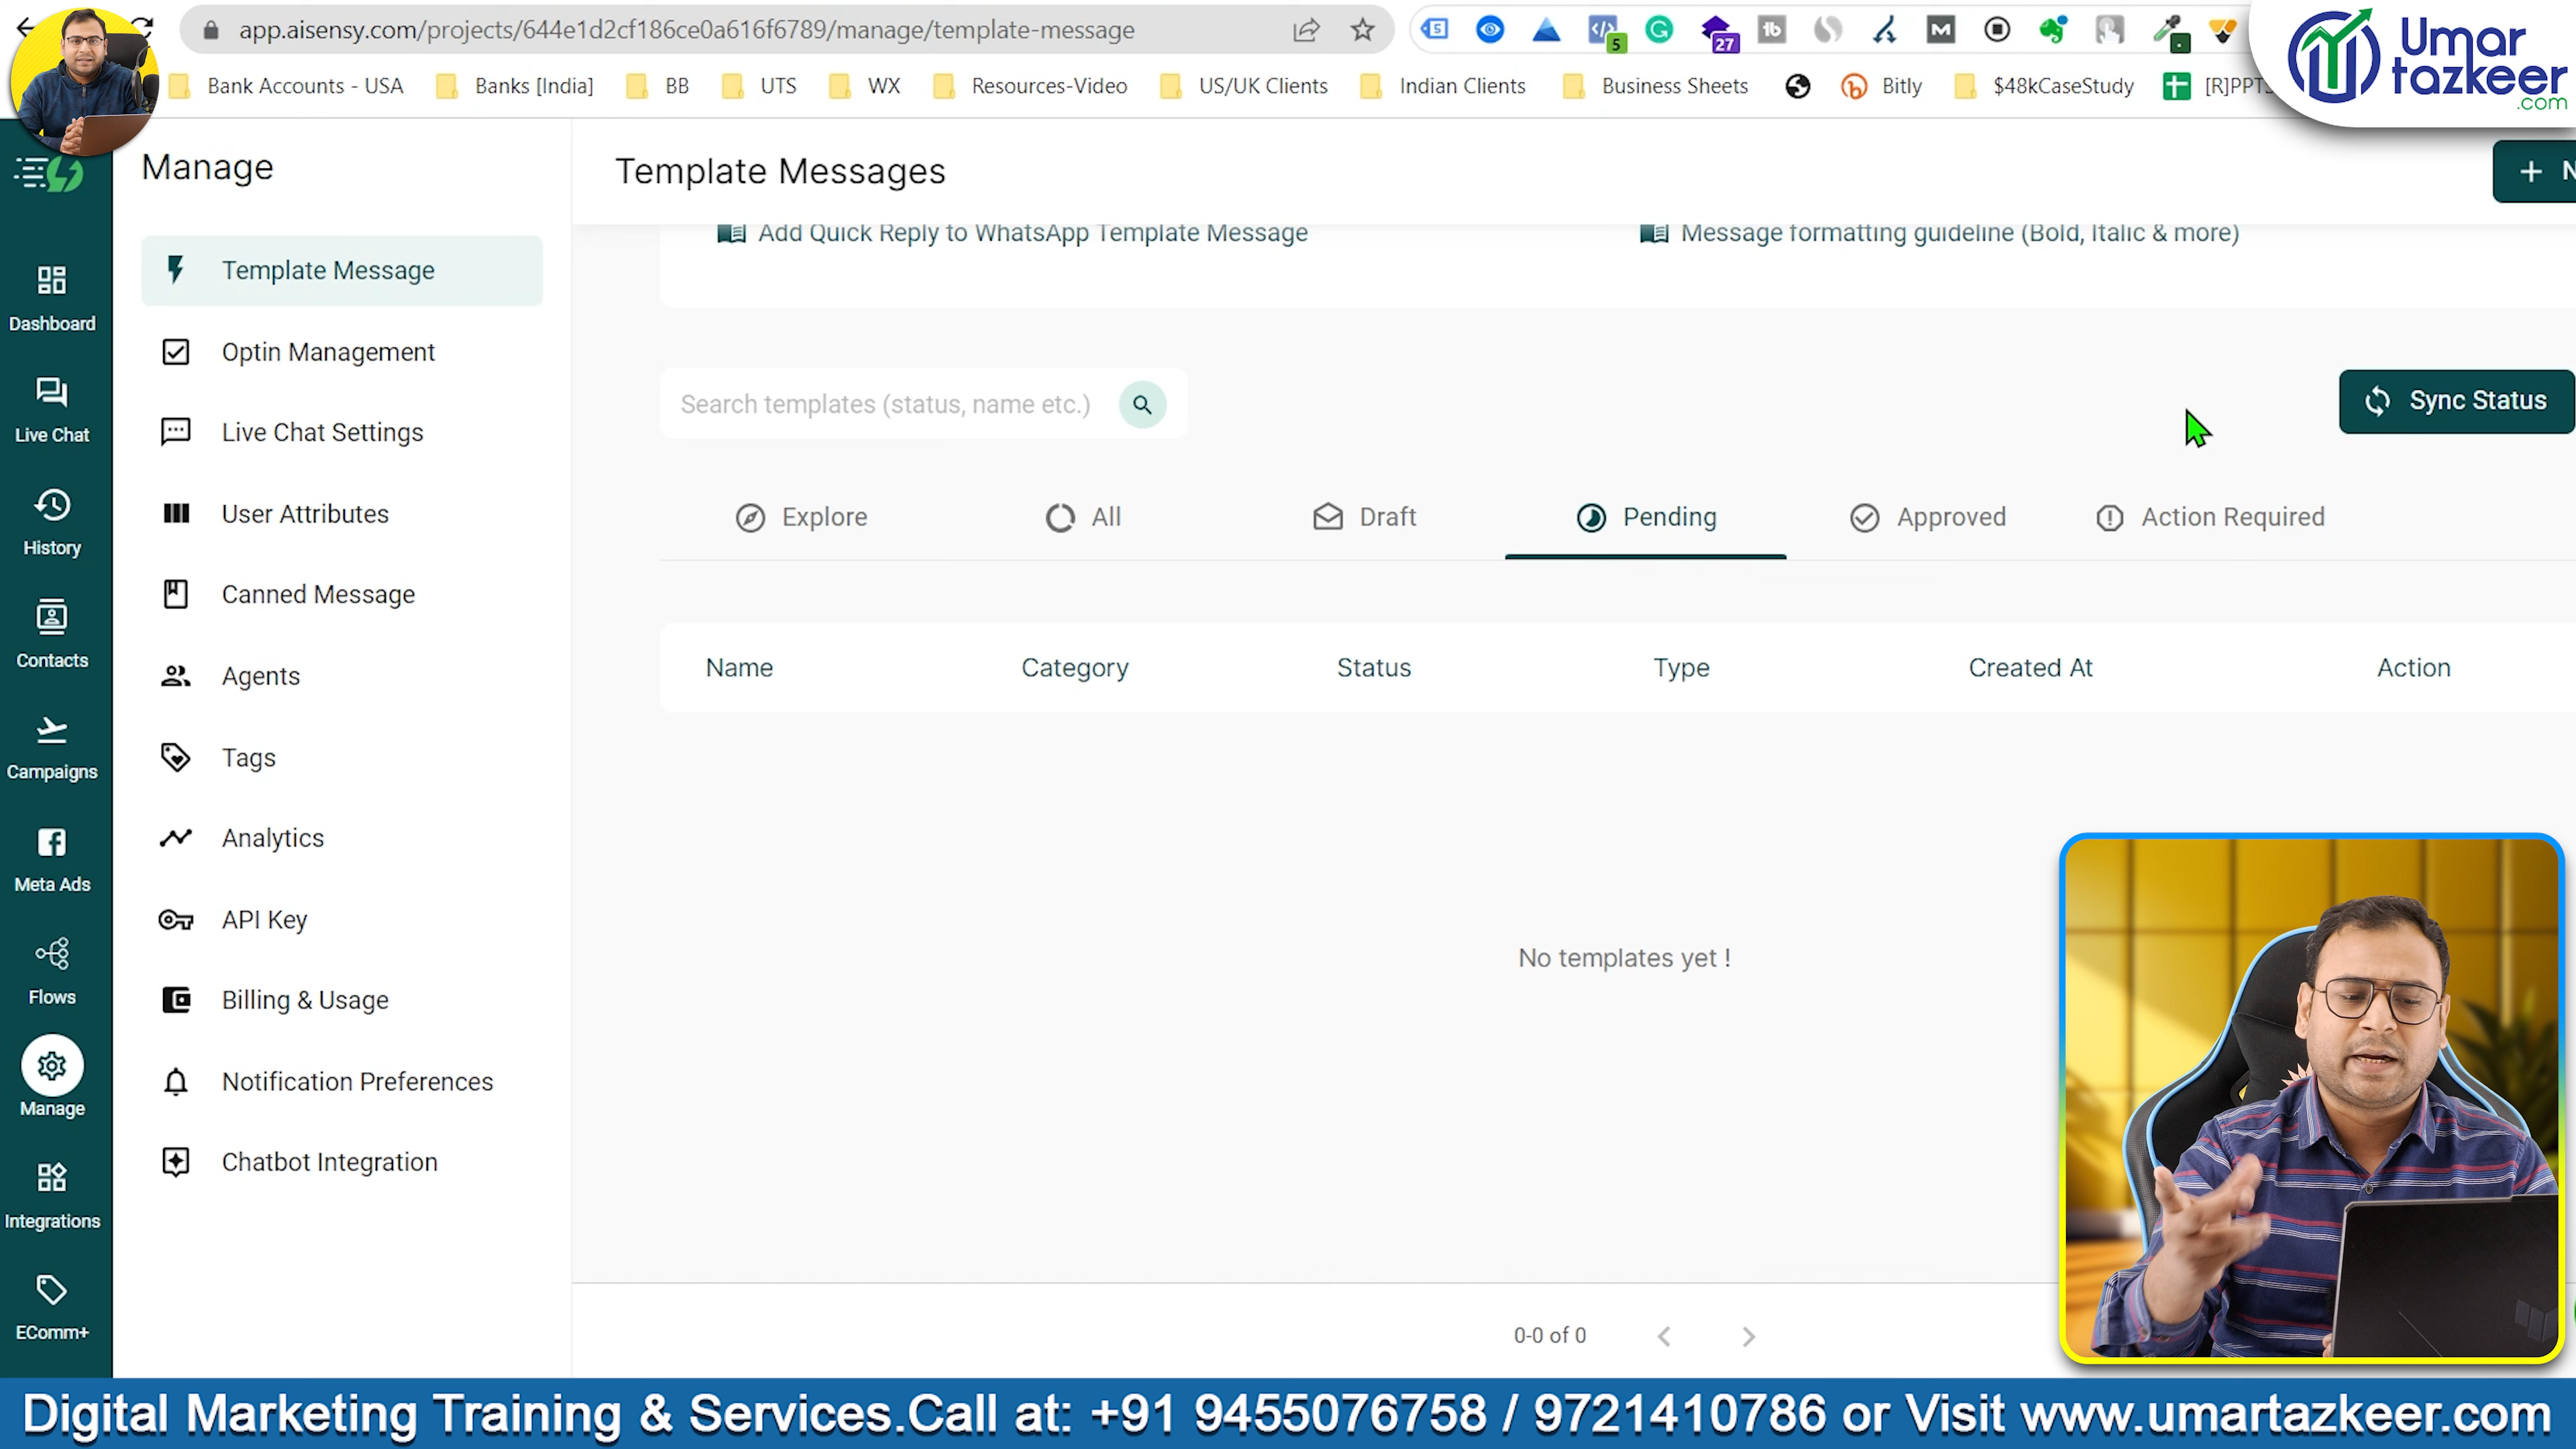 app.aisensy.com/projects/644e1d2cf186ce0a616f6789/manage/template-message
5
27
Umar
tazkeer
.com
Bank Accounts - USA
Banks [India]
BB
UTS
WX
Resources-Video
US/UK Clients
Indian Clients
Business Sheets
Bitly
$48kCaseStudy
Manage
Template Messages
Dashboard
Live Chat
History
Contacts
Campaigns
Meta Ads
Flows
Manage
Integrations
EComm+
Template Message
Optin Management
Live Chat Settings
User Attributes
Canned Message
Agents
Tags
Analytics
API Key
Billing & Usage
Notification Preferences
Chatbot Integration
Add Quick Reply to WhatsApp Template Message
Message formatting guideline (Bold, Italic & more)
Search templates (status, name etc.)
Sync Status
Explore
All
Draft
Pending
Approved
Action Required
Name
Category
Status
Type
Created At
Action
No templates yet !
0-0 of 0
Digital Marketing Training & Services.Call at: +91 9455076758 / 9721410786 or Visit www.umartazkeer.com